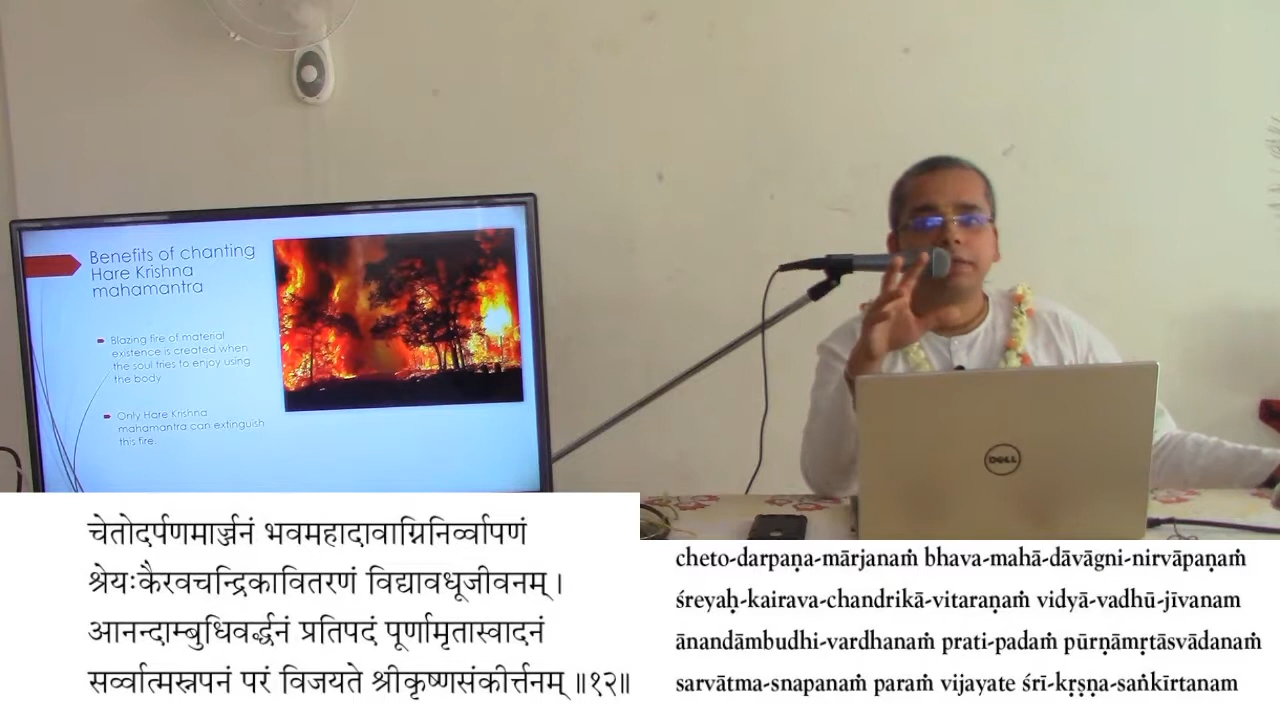 Benefits of chanting
Hare Krishna
mahamantra
Blazing fire of material
existence is created when
the soul tries to enjoy using
the body.
Only Hare Krishna
mahamantra can extinguish
this fire.
DELL
चेतोदर्पणमार्ज्जनं भवमहादावाग्निनिर्व्वापणं
श्रेयःकैरवचन्द्रिकावितरणं विद्यावधूजीवनम् ।
आनन्दाम्बुधिवर्द्धनं प्रतिपदं पूर्णामृतास्वादनं
सर्व्वात्मस्नपनं परं विजयते श्रीकृष्णसंकीर्त्तनम् ॥१२॥
cheto-darpaṇa-mārjanaṁ bhava-mahā-dāvāgni-nirvāpaṇaṁ
śreyaḥ-kairava-chandrikā-vitaraṇaṁ vidyā-vadhū-jīvanam
ānandāmbudhi-vardhanaṁ prati-padaṁ pūrṇāmṛtāsvādanaṁ
sarvātma-snapanaṁ paraṁ vijayate śrī-kṛṣṇa-saṅkīrtanam